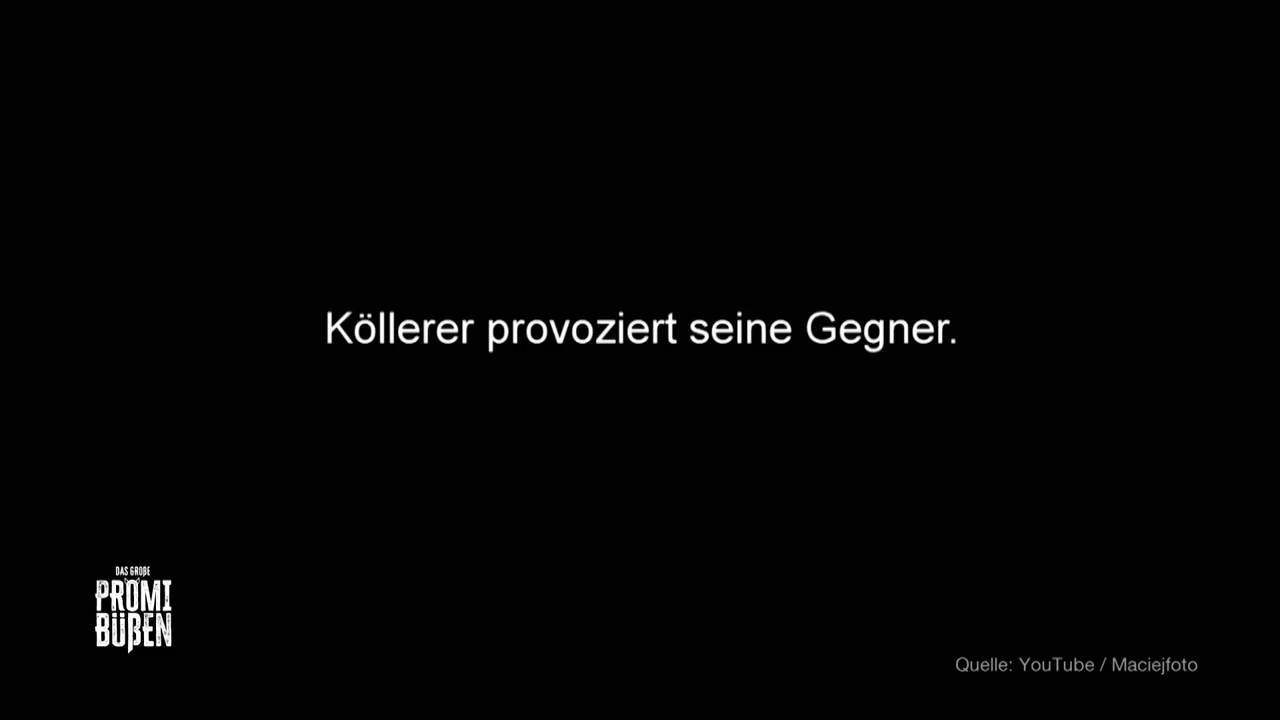 Köllerer provoziert seine Gegner.
DAS GROßE
PROMI
BÜßEN
Quelle: YouTube / Maciejfoto